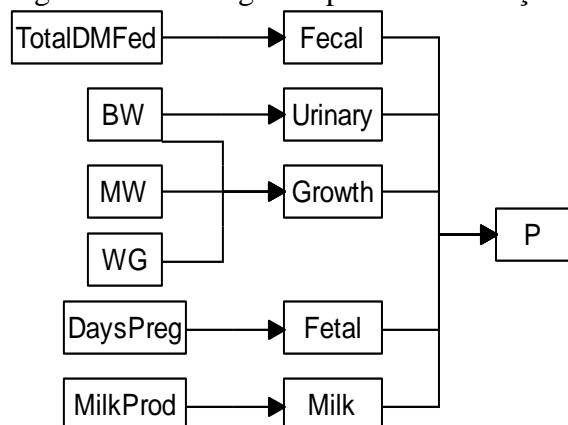 TotalDMFed Fecal
BW Urinary
MW Growth
P
WG
DaysPreg Fetal
MilkProd Milk